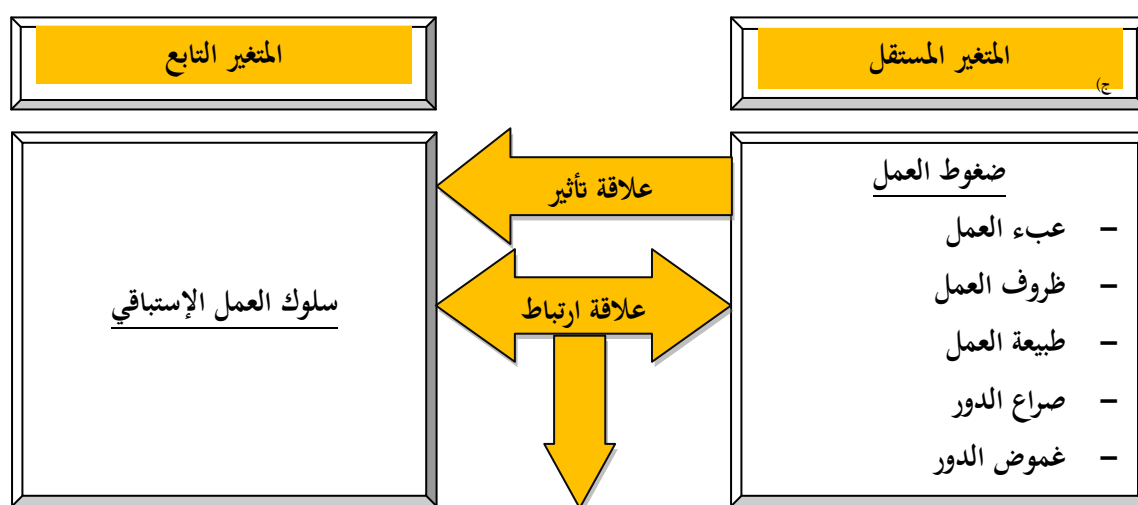 المتغير المستقل
ج)
المتغير التابع
ضغوط العمل
– عبء العمل
– ظروف العمل
– طبيعة العمل
– صراع الدور
– غموض الدور
علاقة تأثير
علاقة ارتباط
سلوك العمل الإستباقي